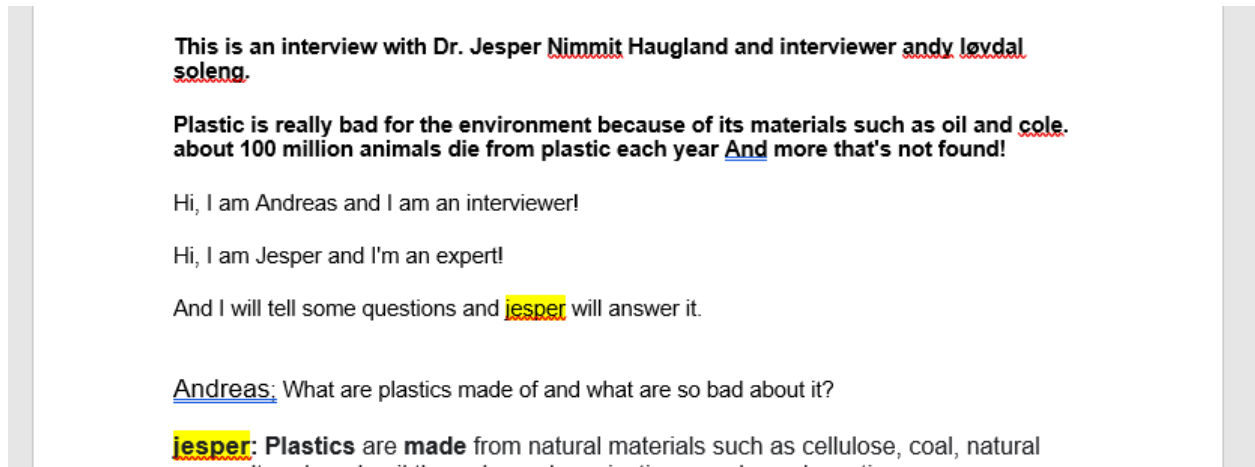 This is an interview with Dr. Jesper Nimmit Haugland and interviewer andy løvdal
soleng.
Plastic is really bad for the environment because of its materials such as oil and cole.
about 100 million animals die from plastic each year And more that's not found!
Hi, I am Andreas and I am an interviewer!
Hi, I am Jesper and I'm an expert!
And I will tell some questions and jesper will answer it.
Andreas; What are plastics made of and what are so bad about it?
jesper: Plastics are made from natural materials such as cellulose, coal, natural